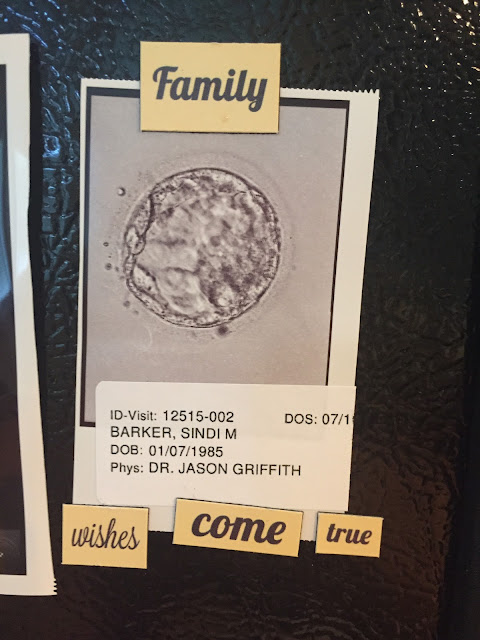 Family
ID-Visit: 12515-002 DOS: 07/1
BARKER, SINDI M
DOB: 01/07/1985
Phys: DR. JASON GRIFFITH
wishes come true